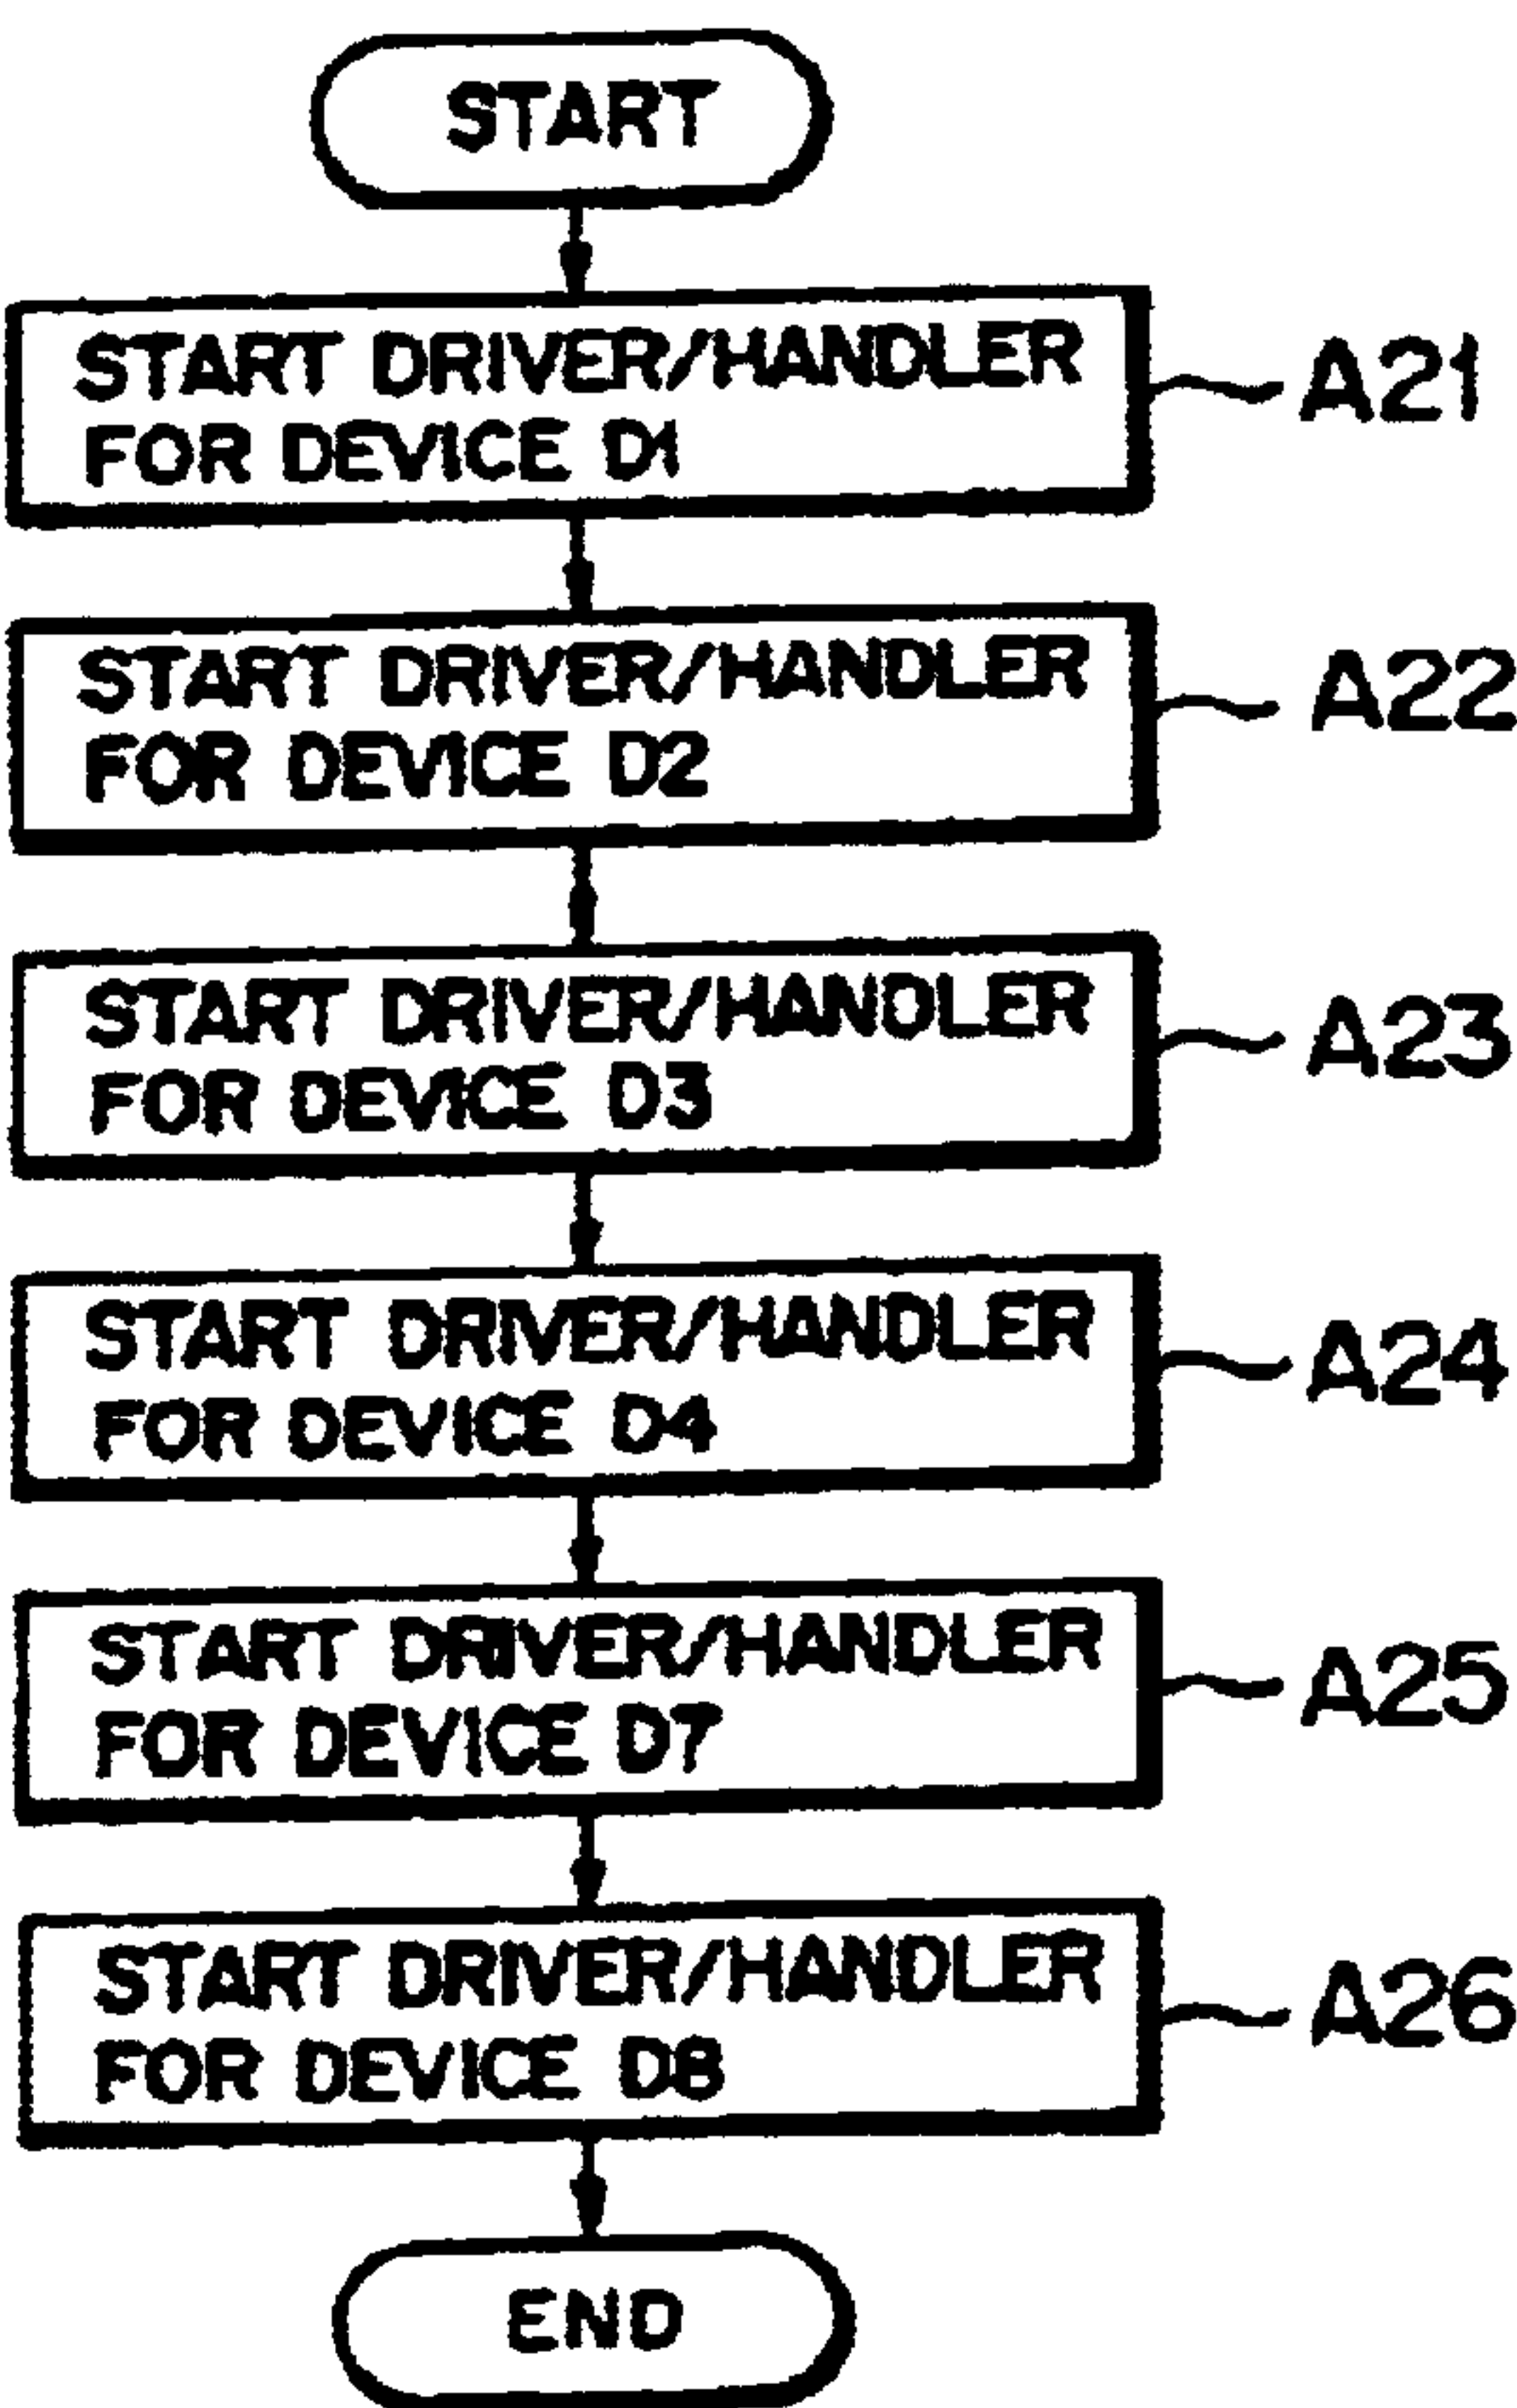 START
START DRIVER/HANDLER
FOR DEVICE D1
A21
START DRIVER/HANDLER
FOR DEVICE D2
A22
START DRIVER/HANDLER
FOR DEVICE D3
A23
START DRIVER/HANDLER
FOR DEVICE D4
A24
START DRIVER/HANDLER
FOR DEVICE D7
A25
START DRIVER/HANDLER
FOR DEVICE D8
A26
END